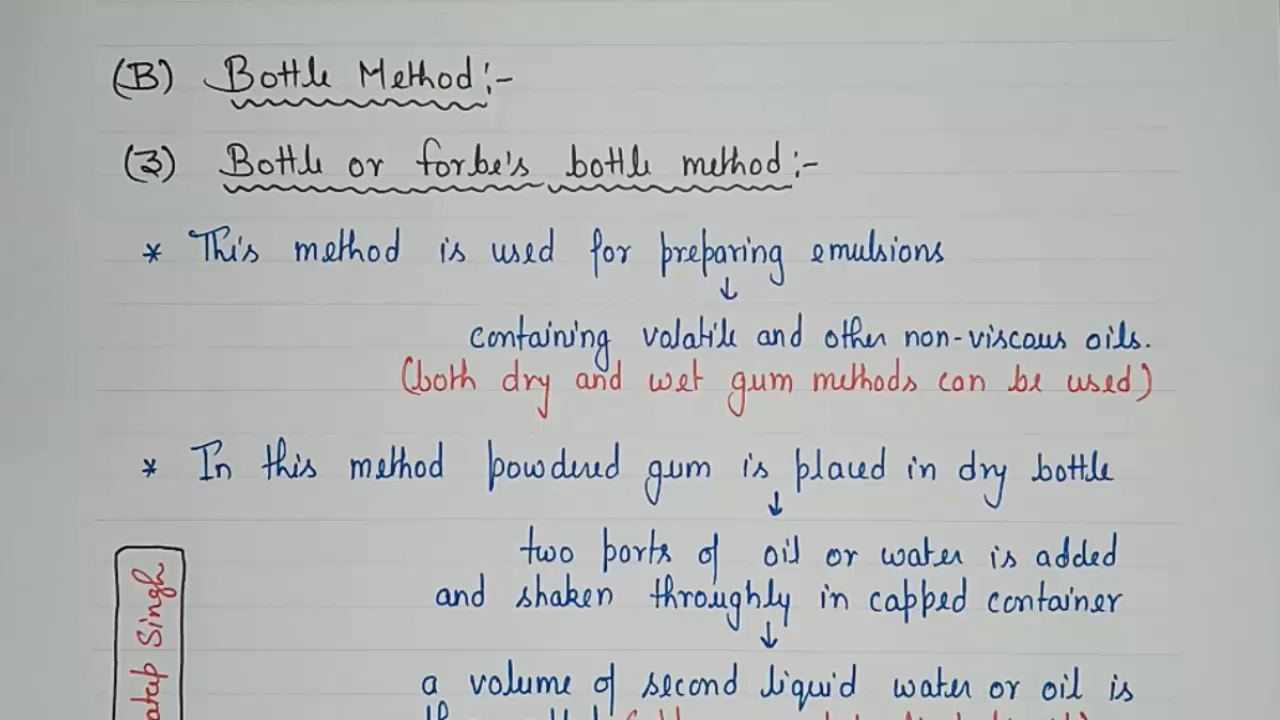 (B) Bottle Method:-
(3) Bottle or forbe's bottle method:-
* This method is used for preparing emulsions
↓
containing volatile and other non-viscous oils.
(both dry and wet gum methods can be used)
* In this method powdered gum is placed in dry bottle
↓
two parts of oil or water is added
and shaken throughly in capped container
↓
a volume of second liquid water or oil is
atap Singh